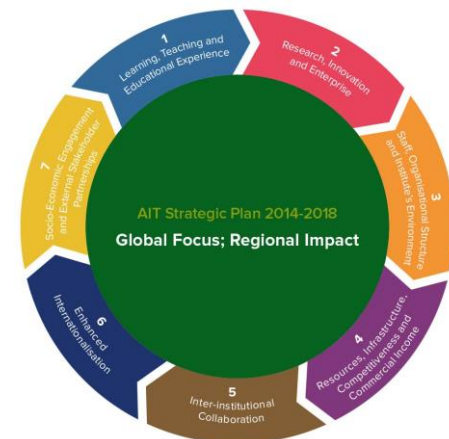 AIT Strategic Plan 2014-2018
Global Focus; Regional Impact
1
Learning, Teaching and
Educational Experience
2
Research, Innovation
and Enterprise
3
Staff, Organisational Structure
and Institute's Environment
4
Resources, Infrastructure,
Competitiveness and
Commercial Income
5
Inter-institutional
Collaboration
6
Enhanced
Internationalisation
7
Socio-Economic Engagement
and External Stakeholder
Partnerships